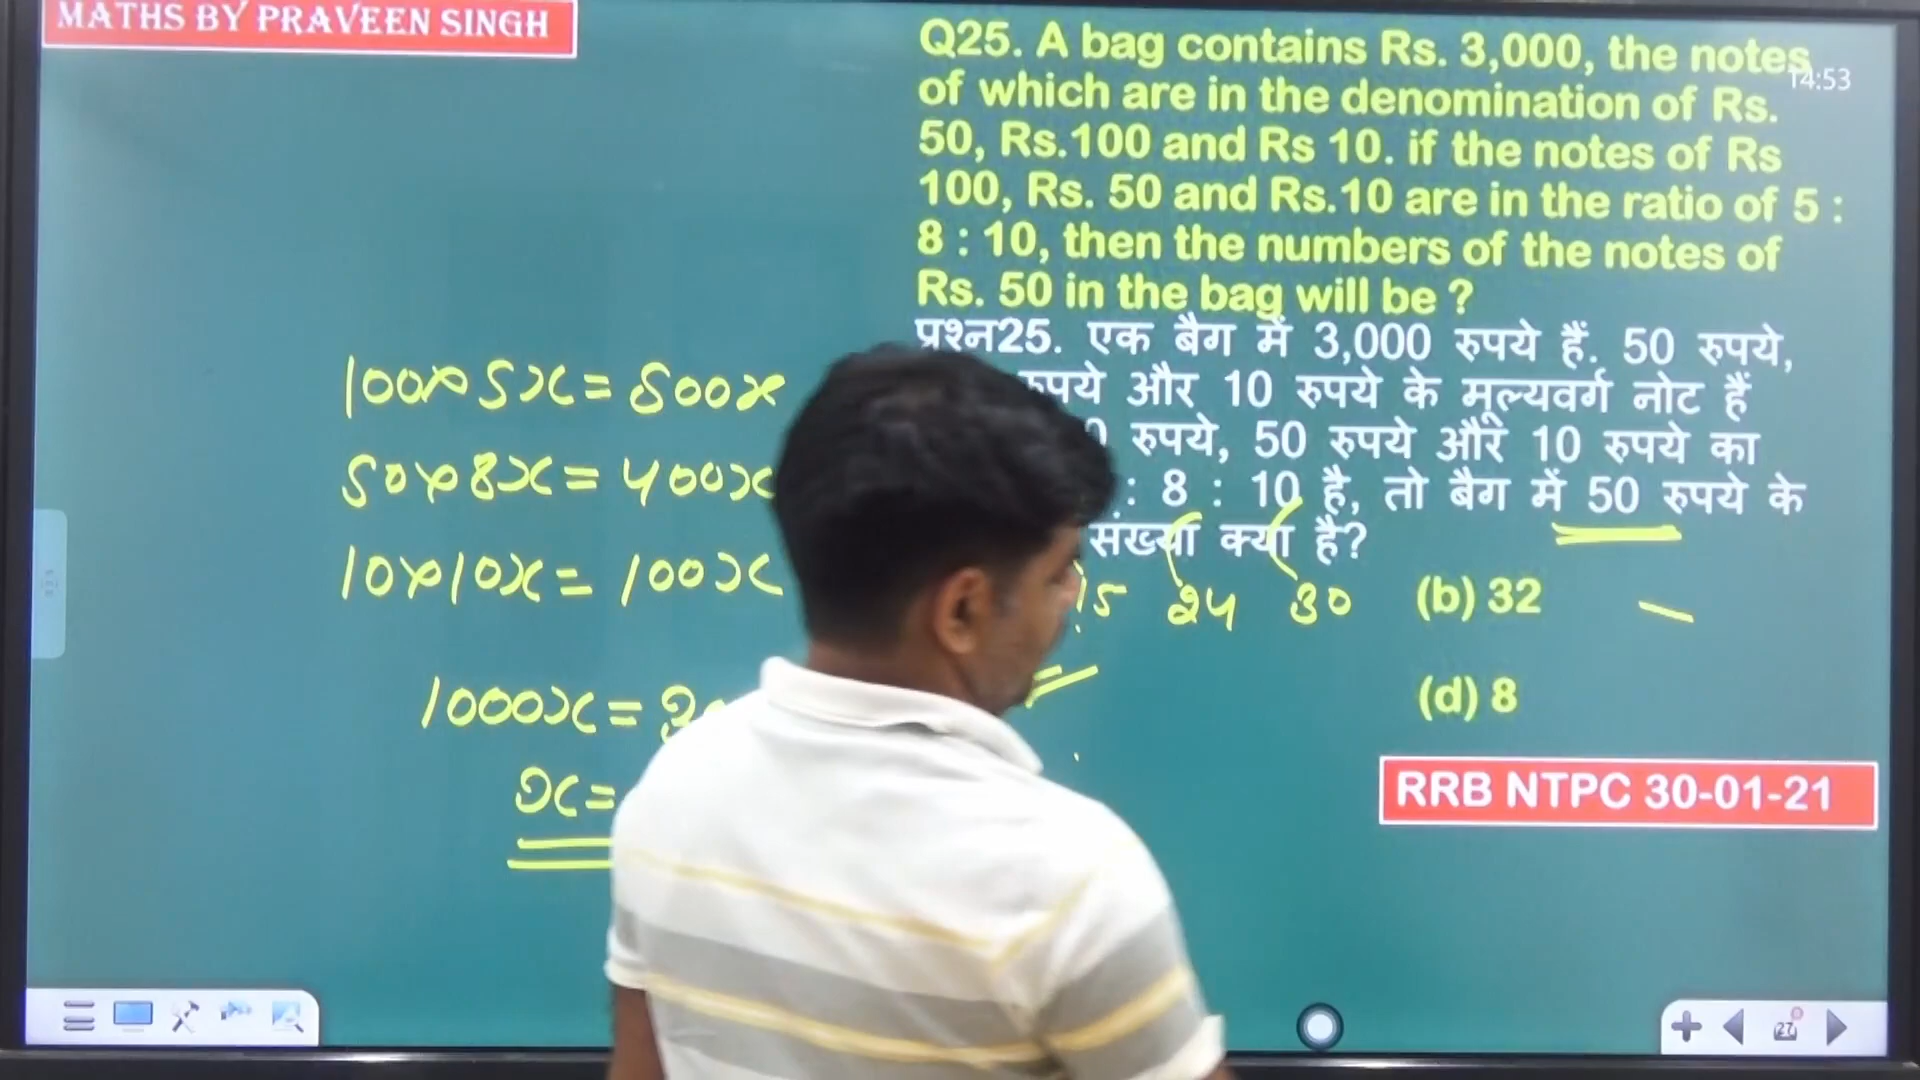 MATHS BY PRAVEEN SINGH
Q25. A bag contains Rs. 3,000, the notes
14:53
of which are in the denomination of Rs.
50, Rs.100 and Rs 10. if the notes of Rs
100, Rs. 50 and Rs.10 are in the ratio of 5 :
8 : 10, then the numbers of the notes of
Rs. 50 in the bag will be ?
प्रश्न25. एक बैग में 3,000 रुपये हैं. 50 रुपये,
और 10 रुपये के मूल्यवर्ग नोट हैं
रुपये, 50 रुपये और 10 रुपये का
: 8 : 10 है, तो बैग में 50 रुपये के
संख्या क्या है?
100×5x = 500x
50×8x = 400x
10×10x = 100x
1000x =
x =
15 24 30
(b) 32
(d) 8
RRB NTPC 30-01-21
27